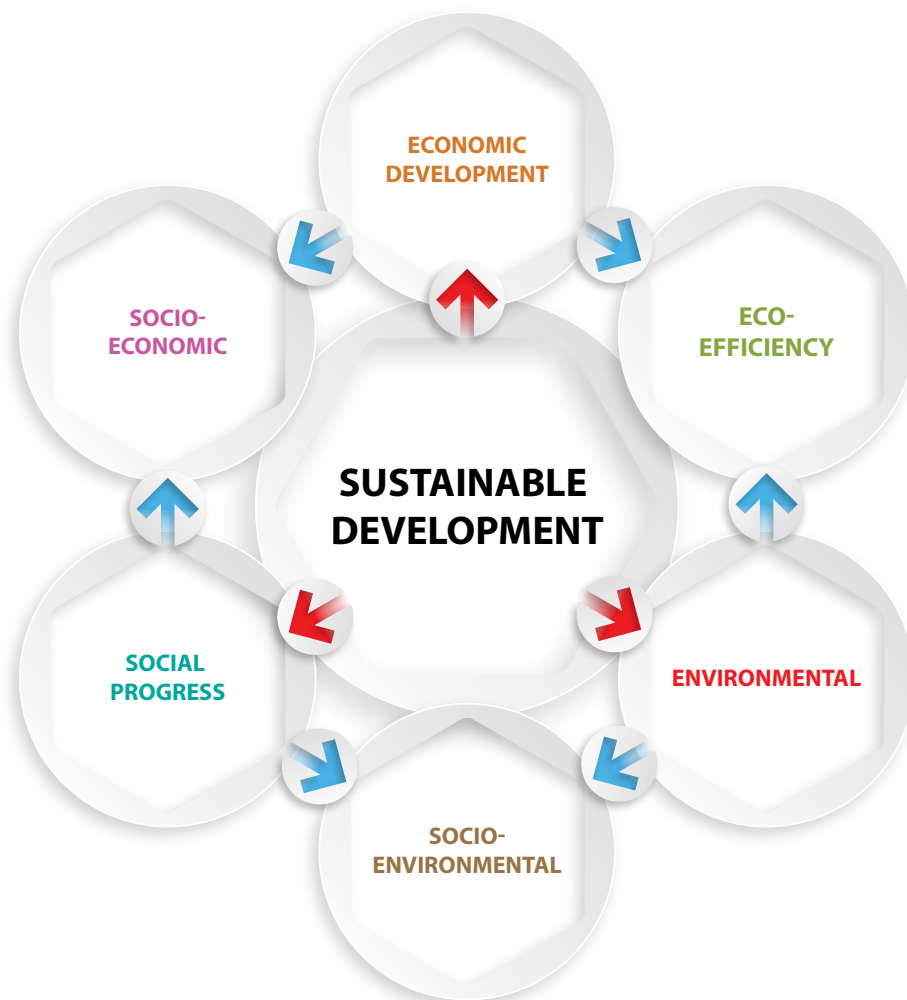 ECONOMIC
DEVELOPMENT
SOCIO-
ECONOMIC
ECO-
EFFICIENCY
SUSTAINABLE
DEVELOPMENT
SOCIAL
PROGRESS
ENVIRONMENTAL
SOCIO-
ENVIRONMENTAL